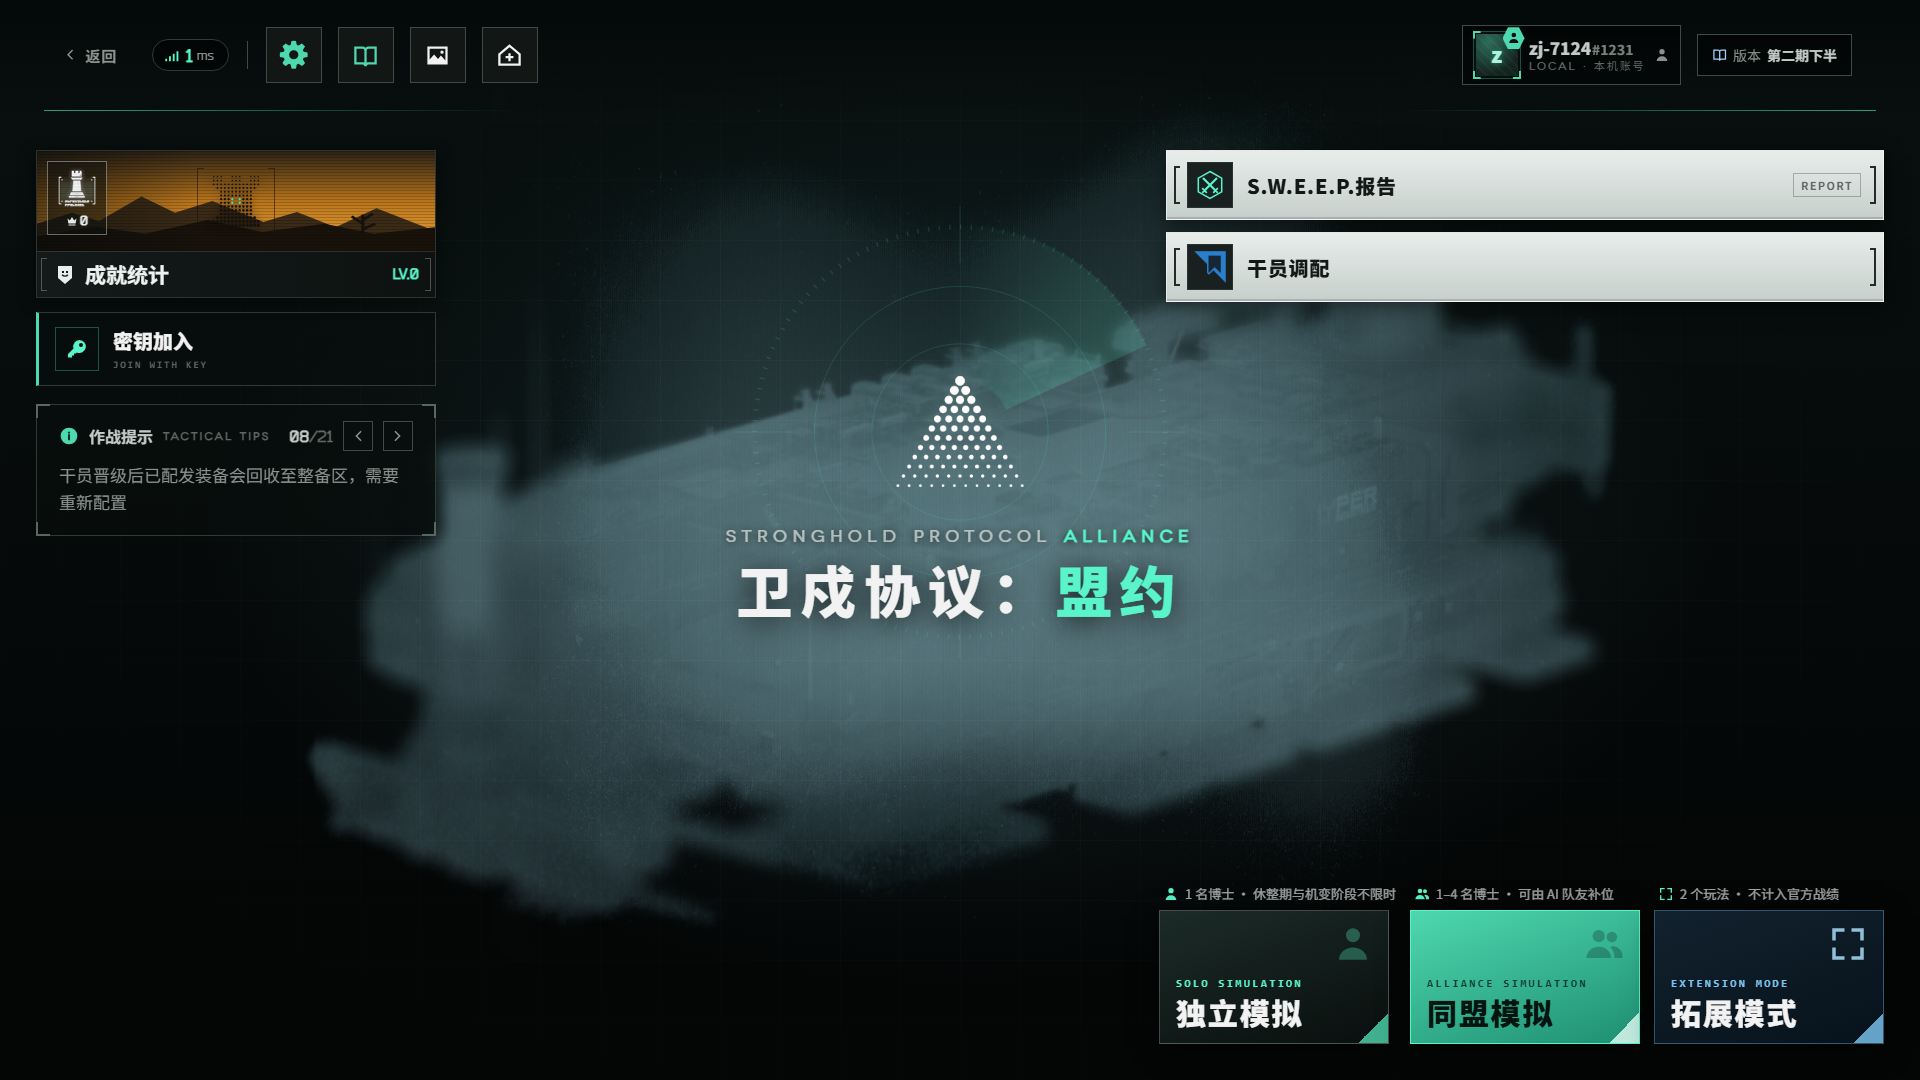 返回
1 ms
zj-7124#1231
LOCAL · 本机账号
版本 第二期下半
0
成就统计
LV.0
密钥加入
JOIN WITH KEY
作战提示 TACTICAL TIPS 08/21
干员晋级后已配发装备会回收至整备区，需要
重新配置
S.W.E.E.P.报告
REPORT
干员调配
STRONGHOLD PROTOCOL ALLIANCE
卫戍协议：盟约
1 名博士 • 休整期与机变阶段不限时
SOLO SIMULATION
独立模拟
1–4 名博士 • 可由 AI 队友补位
ALLIANCE SIMULATION
同盟模拟
2 个玩法 • 不计入官方战绩
EXTENSION MODE
拓展模式